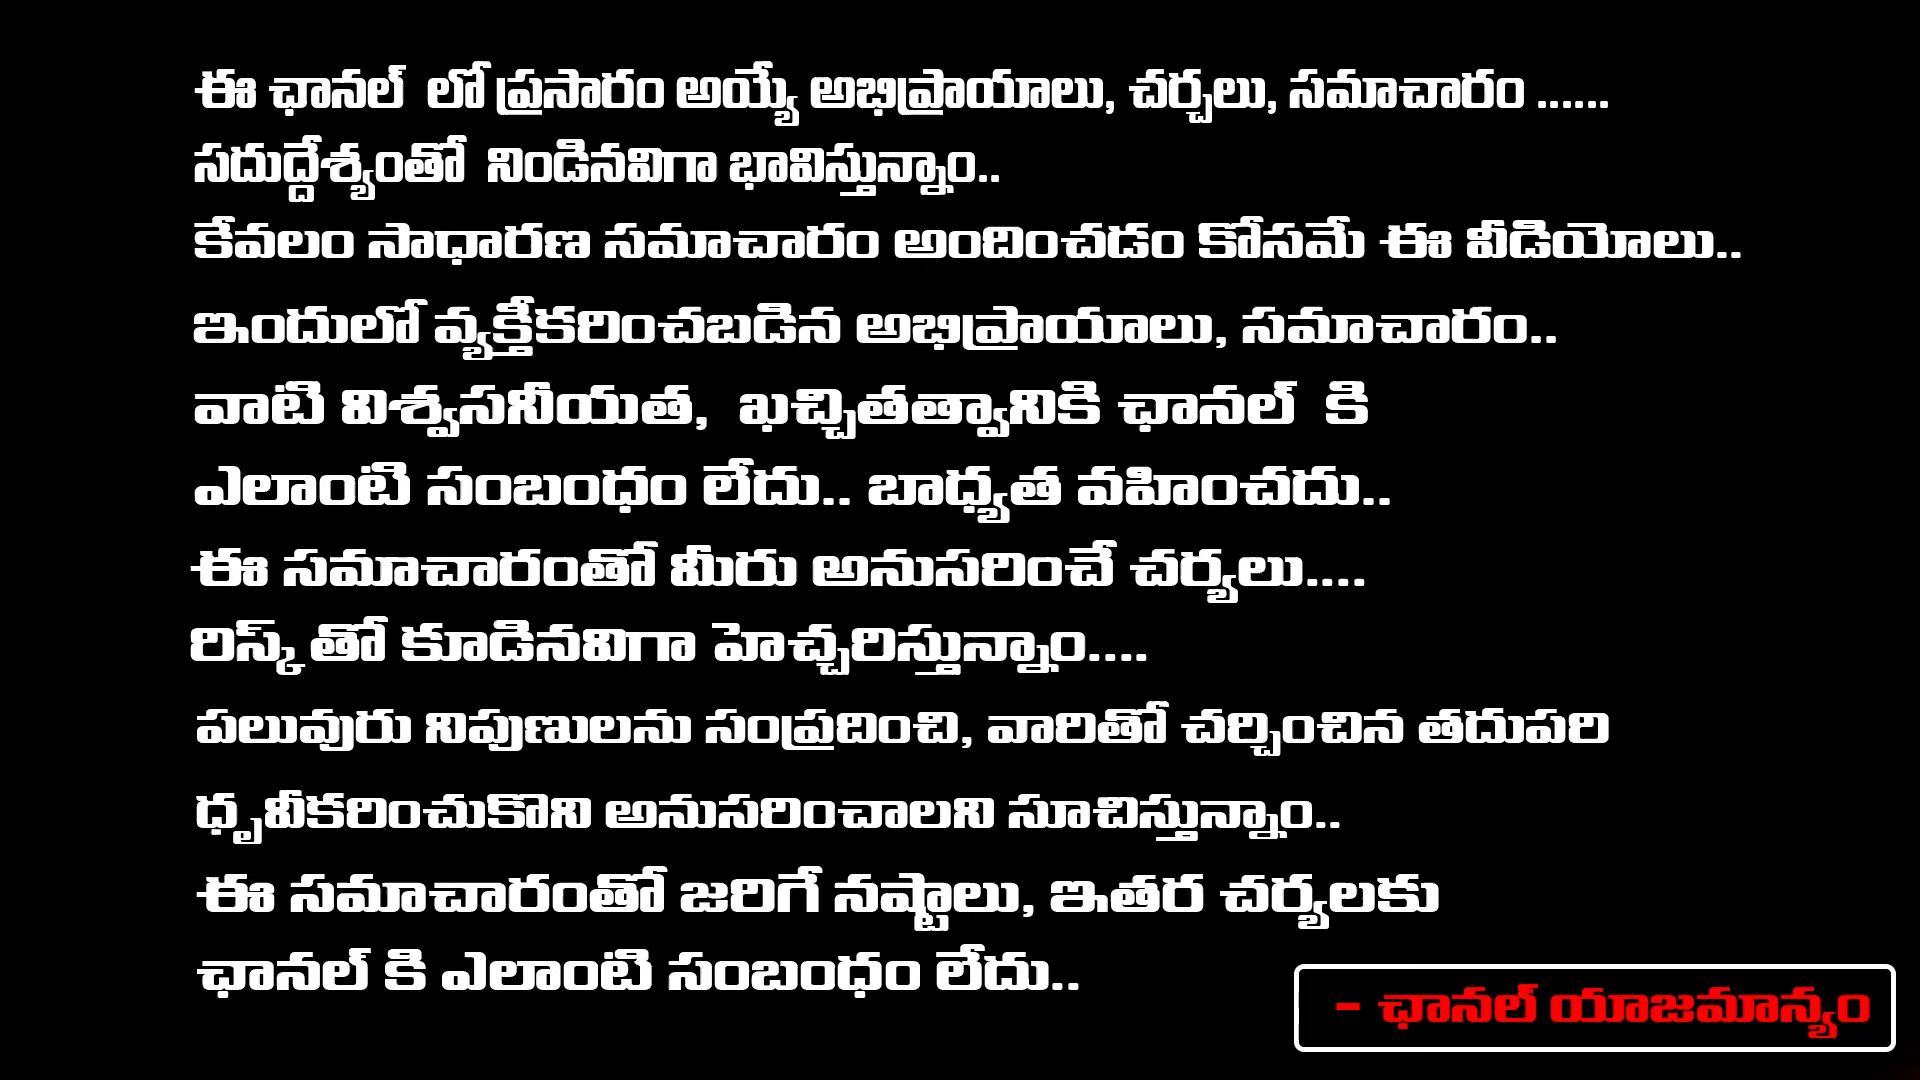 ఈ ఛానల్ లో ప్రసారం అయ్యే అభిప్రాయాలు, చర్చలు, సమాచారం ......
సదుద్దేశ్యంతో నిండినవిగా భావిస్తున్నాం..
కేవలం సాధారణ సమాచారం అందించడం కోసమే ఈ వీడియోలు..
ఇందులో వ్యక్తీకరించబడిన అభిప్రాయాలు, సమాచారం..
వాటి విశ్వసనీయత, ఖచ్చితత్వానికి ఛానల్ కి
ఎలాంటి సంబంధం లేదు.. బాధ్యత వహించదు..
ఈ సమాచారంతో మీరు అనుసరించే చర్యలు....
రిస్క్ తో కూడినవిగా హెచ్చరిస్తున్నాం....
పలువురు నిపుణులను సంప్రదించి, వారితో చర్చించిన తదుపరి
ధృవీకరించుకొని అనుసరించాలని సూచిస్తున్నాం..
ఈ సమాచారంతో జరిగే నష్టాలు, ఇతర చర్యలకు
ఛానల్ కి ఎలాంటి సంబంధం లేదు..
- ఛానల్ యాజమాన్యం